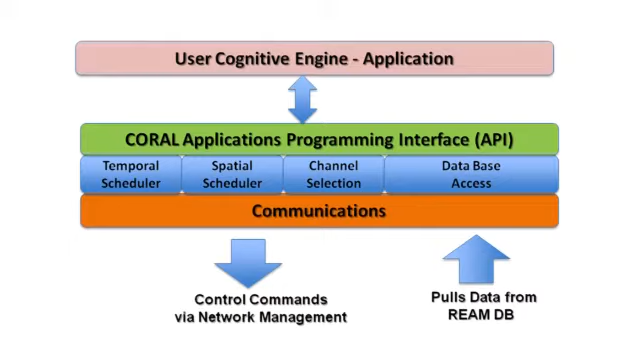 User Cognitive Engine - Application
CORAL Applications Programming Interface (API)
Temporal Scheduler
Spatial Scheduler
Channel Selection
Data Base Access
Communications
Control Commands
via Network Management
Pulls Data from
REAM DB